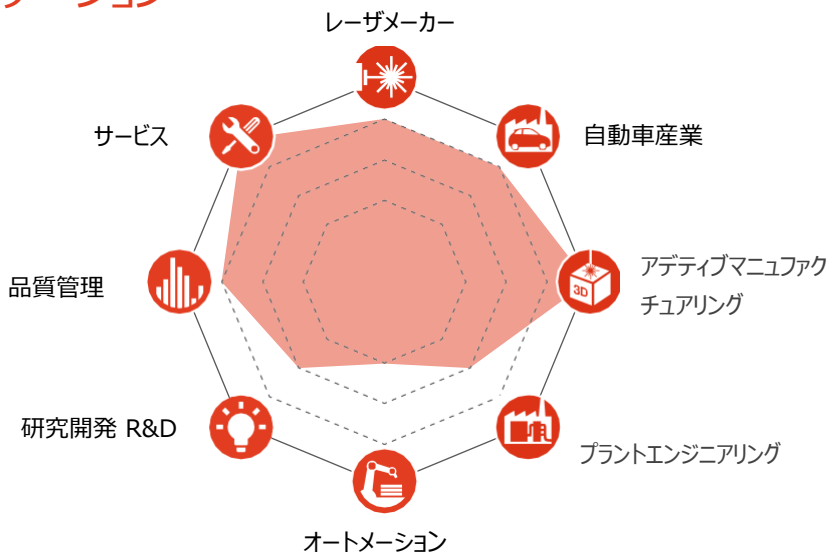 レーザメーカー
サービス
自動車産業
品質管理
アデティブマニュファク
チュアリング
3D
研究開発 R&D
プラントエンジニアリング
オートメーション